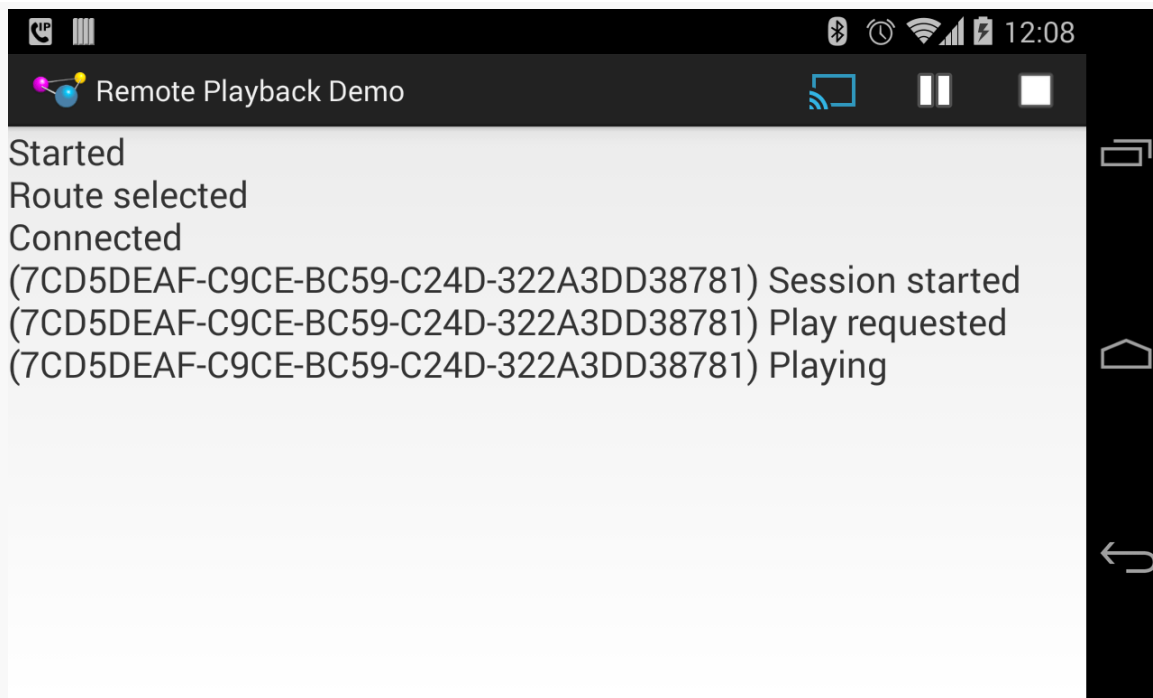 IP
12:08
Remote Playback Demo
Started
Route selected
Connected
(7CD5DEAF-C9CE-BC59-C24D-322A3DD38781) Session started
(7CD5DEAF-C9CE-BC59-C24D-322A3DD38781) Play requested
(7CD5DEAF-C9CE-BC59-C24D-322A3DD38781) Playing